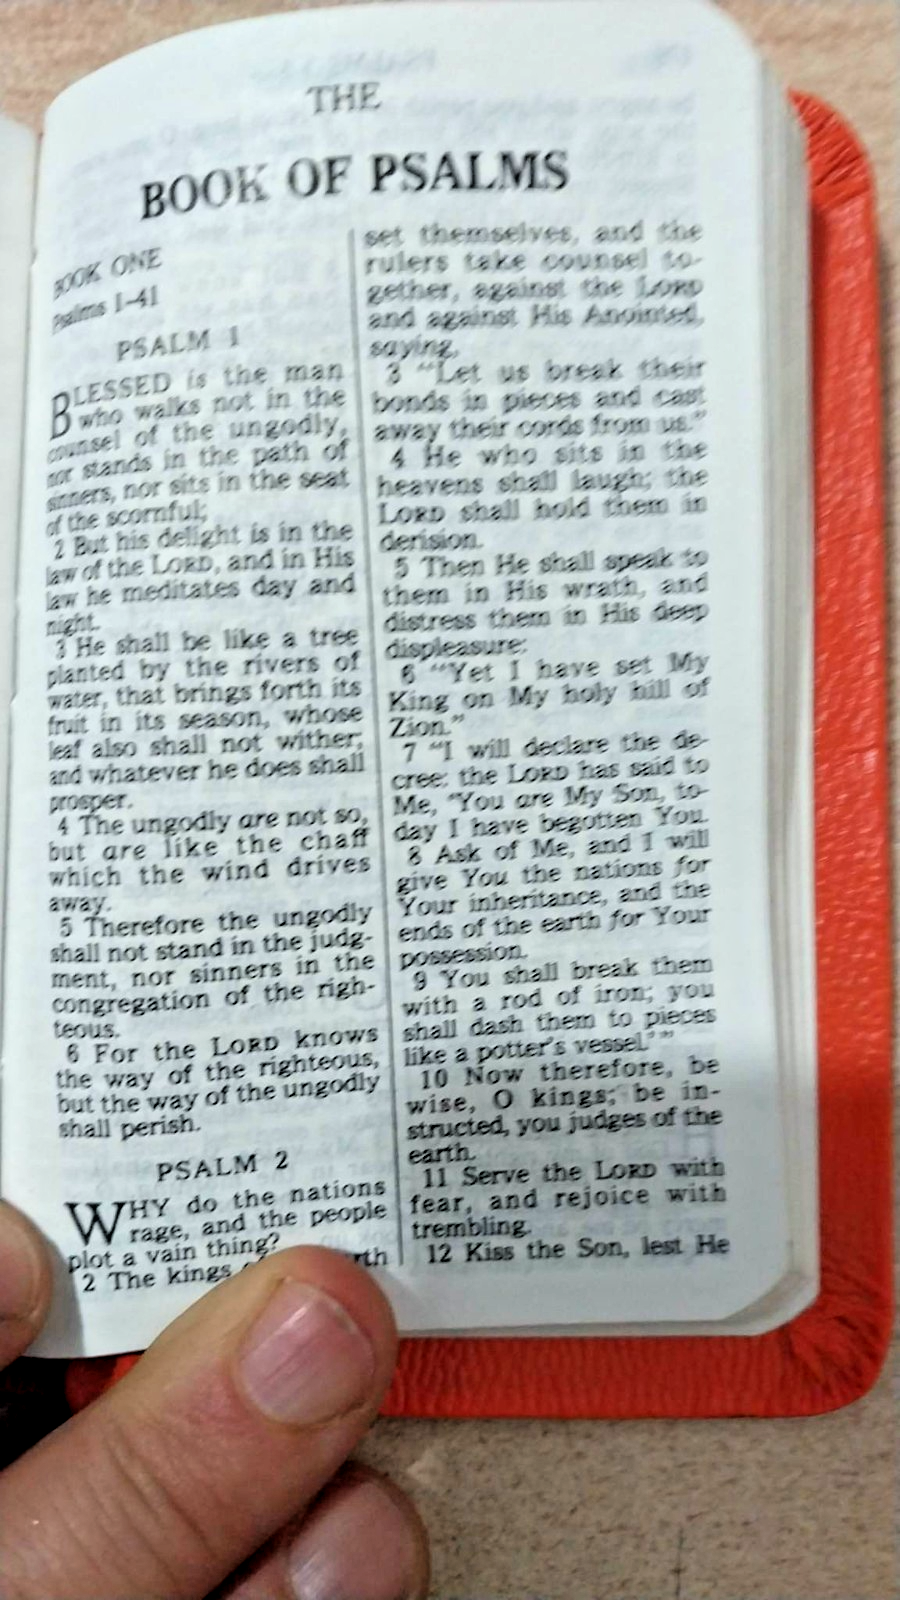 THE
BOOK OF PSALMS
BOOK ONE
Psalms 1-41
PSALM 1
BLESSED is the man
who walks not in the
counsel of the ungodly,
nor stands in the path of
sinners, nor sits in the seat
of the scornful;
2 But his delight is in the
law of the LORD, and in His
law he meditates day and
night.
3 He shall be like a tree
planted by the rivers of
water, that brings forth its
fruit in its season, whose
leaf also shall not wither;
and whatever he does shall
prosper.
4 The ungodly are not so,
but are like the chaff
which the wind drives
away.
5 Therefore the ungodly
shall not stand in the judg-
ment, nor sinners in the
congregation of the righ-
teous.
6 For the LORD knows
the way of the righteous,
but the way of the ungodly
shall perish.
PSALM 2
WHY do the nations
rage, and the people
plot a vain thing?
2 The kings
set themselves, and the
rulers take counsel to-
gether, against the LORD
and against His Anointed,
saying,
3 "Let us break their
bonds in pieces and cast
away their cords from us."
4 He who sits in the
heavens shall laugh; the
LORD shall hold them in
derision.
5 Then He shall speak to
them in His wrath, and
distress them in His deep
displeasure:
6 "Yet I have set My
King on My holy hill of
Zion."
7 "I will declare the de-
cree: the LORD has said to
Me, 'You are My Son, to-
day I have begotten You.
8 Ask of Me, and I will
give You the nations for
Your inheritance, and the
ends of the earth for Your
possession.
9 You shall break them
with a rod of iron; you
shall dash them to pieces
like a potter's vessel.' "
10 Now therefore, be
wise, O kings; be in-
structed, you judges of the
earth.
11 Serve the LORD with
fear, and rejoice with
trembling.
12 Kiss the Son, lest He